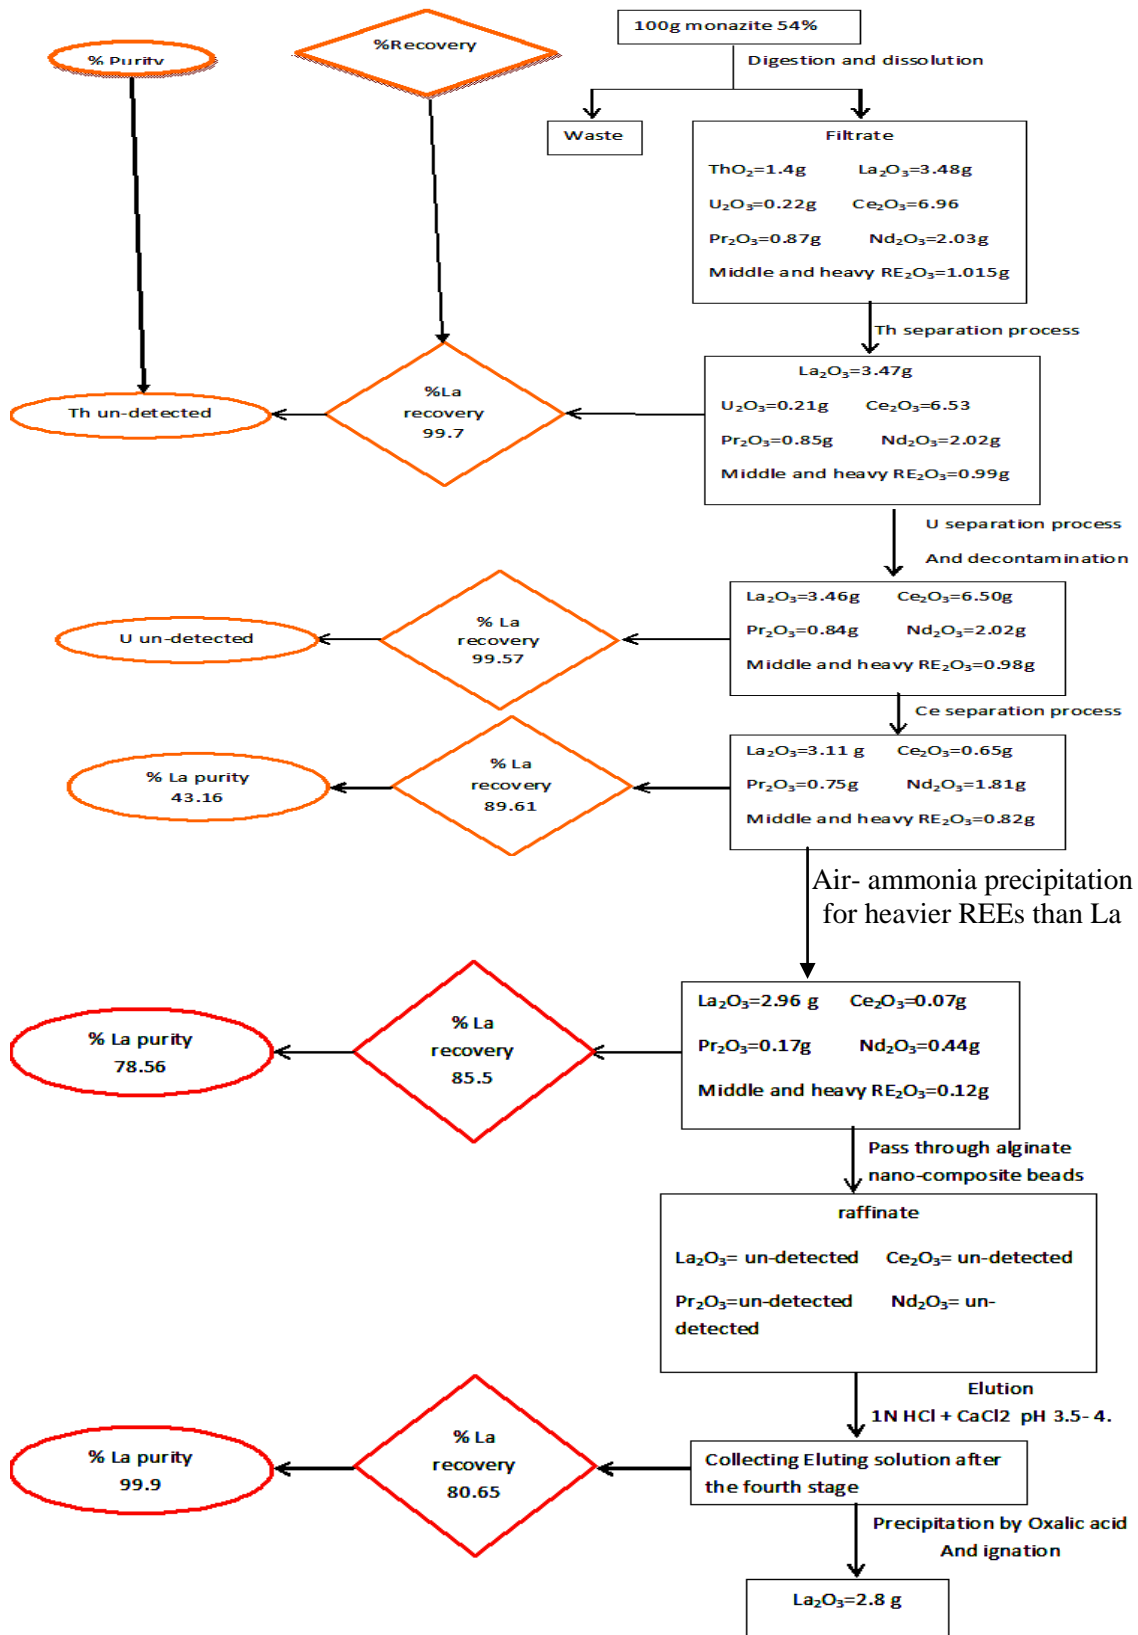 % Purity
%Recovery
100g monazite 54%
Digestion and dissolution
Waste
Filtrate
ThO₂=1.4g La₂O₃=3.48g
U₂O₃=0.22g Ce₂O₃=6.96
Pr₂O₃=0.87g Nd₂O₃=2.03g
Middle and heavy RE₂O₃=1.015g
Th separation process
La₂O₃=3.47g
U₂O₃=0.21g Ce₂O₃=6.53
Pr₂O₃=0.85g Nd₂O₃=2.02g
Middle and heavy RE₂O₃=0.99g
%La
recovery
99.7
Th un-detected
U separation process
And decontamination
La₂O₃=3.46g Ce₂O₃=6.50g
Pr₂O₃=0.84g Nd₂O₃=2.02g
Middle and heavy RE₂O₃=0.98g
% La
recovery
99.57
U un-detected
Ce separation process
La₂O₃=3.11 g Ce₂O₃=0.65g
Pr₂O₃=0.75g Nd₂O₃=1.81g
Middle and heavy RE₂O₃=0.82g
% La
recovery
89.61
% La purity
43.16
Air- ammonia precipitation
for heavier REEs than La
La₂O₃=2.96 g Ce₂O₃=0.07g
Pr₂O₃=0.17g Nd₂O₃=0.44g
Middle and heavy RE₂O₃=0.12g
% La
recovery
85.5
% La purity
78.56
Pass through alginate
nano-composite beads
raffinate
La₂O₃= un-detected Ce₂O₃= un-detected
Pr₂O₃=un-detected Nd₂O₃= un-
detected
Elution
1N HCl + CaCl2 pH 3.5- 4.
Collecting Eluting solution after
the fourth stage
% La
recovery
80.65
% La purity
99.9
Precipitation by Oxalic acid
And ignation
La₂O₃=2.8 g